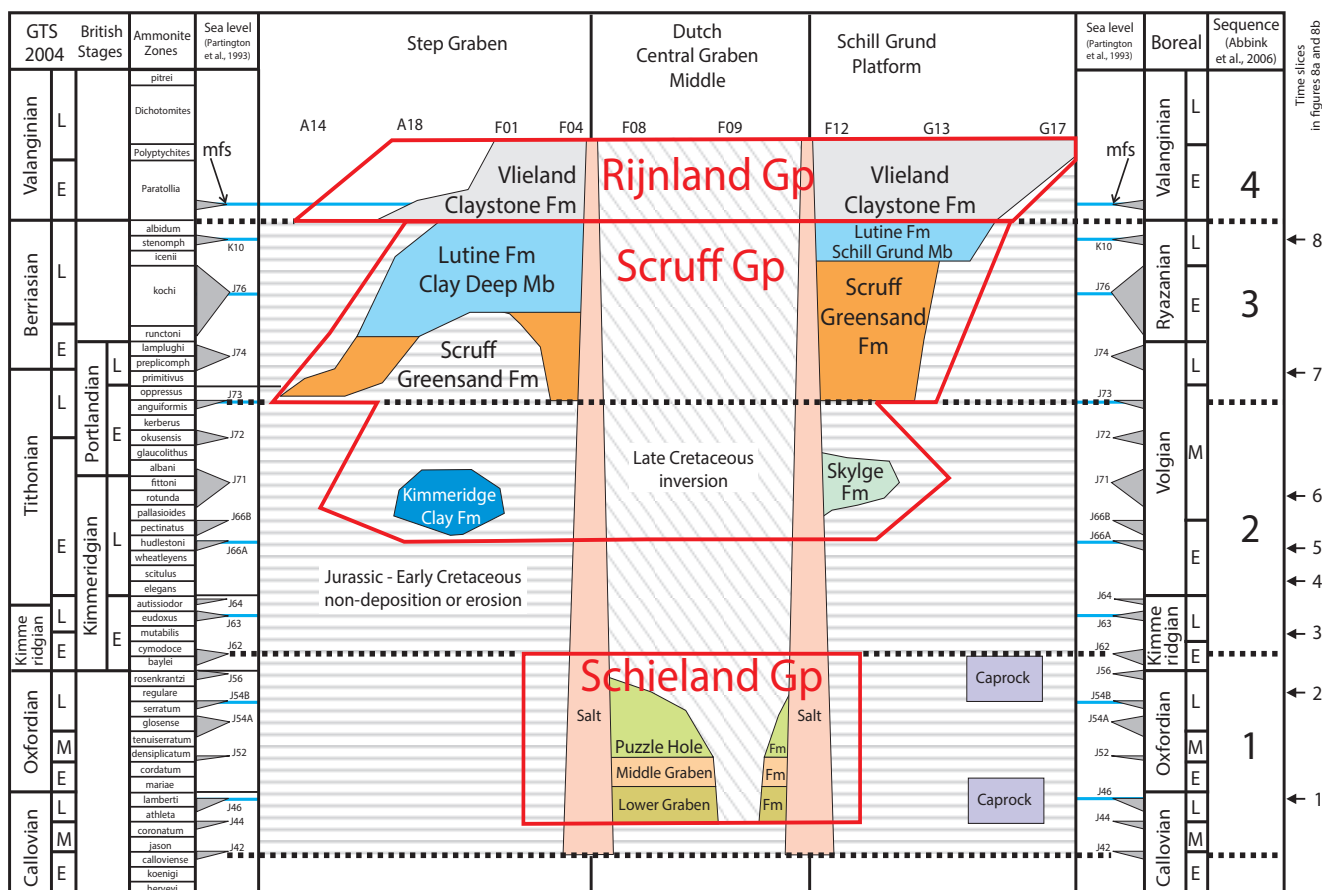 GTS
2004
British
Stages
Ammonite
Zones
Sea level
(Partington
et al., 1993)
Step Graben
Dutch
Central Graben
Middle
Schill Grund
Platform
Sea level
(Partington
et al., 1993)
Boreal
Sequence
(Abbink
et al., 2006)
Time slices
in figures 8a and 8b
A14
A18
F01
F04
F08
F09
F12
G13
G17
Valanginian
L
E
Berriasian
L
E
Tithonian
L
E
Kimme
ridgian
L
E
Oxfordian
L
M
E
Callovian
L
M
E
Portlandian
L
E
Kimmeridgian
L
E
pitrei
Dichotomites
Polyptychites
Paratollia
albidum
stenomph
icenii
kochi
runctoni
lamplughi
preplicomph
primitivus
oppressus
anguiformis
kerberus
okusensis
glaucolithus
albani
fittoni
rotunda
pallasioides
pectinatus
hudlestoni
wheatleyens
scitulus
elegans
autissiodor
eudoxus
mutabilis
cymodoce
baylei
rosenkrantzi
regulare
serratum
glosense
tenuiserratum
densiplicatum
cordatum
mariae
lamberti
athleta
coronatum
jason
calloviense
koenigi
herveyi
mfs
K10
J76
J74
J73
J72
J71
J66B
J66A
J64
J63
J62
J56
J54B
J54A
J52
J46
J44
J42
Rijnland Gp
Vlieland
Claystone Fm
Vlieland
Claystone Fm
Scruff Gp
Lutine Fm
Clay Deep Mb
Lutine Fm
Schill Grund Mb
Scruff
Greensand Fm
Scruff
Greensand
Fm
Late Cretaceous
inversion
Kimmeridge
Clay Fm
Skylge
Fm
Jurassic - Early Cretaceous
non-deposition or erosion
Schieland Gp
Salt
Salt
Puzzle Hole
Fm
Middle Graben
Fm
Lower Graben
Fm
Caprock
Caprock
mfs
K10
J76
J74
J73
J72
J71
J66B
J66A
J64
J63
J62
J56
J54B
J54A
J52
J46
J44
J42
Valanginian
L
E
Ryazanian
L
E
Volgian
L
M
E
Kimme
ridgian
L
E
Oxfordian
L
M
E
Callovian
L
M
E
4
3
2
1
8
7
6
5
4
3
2
1